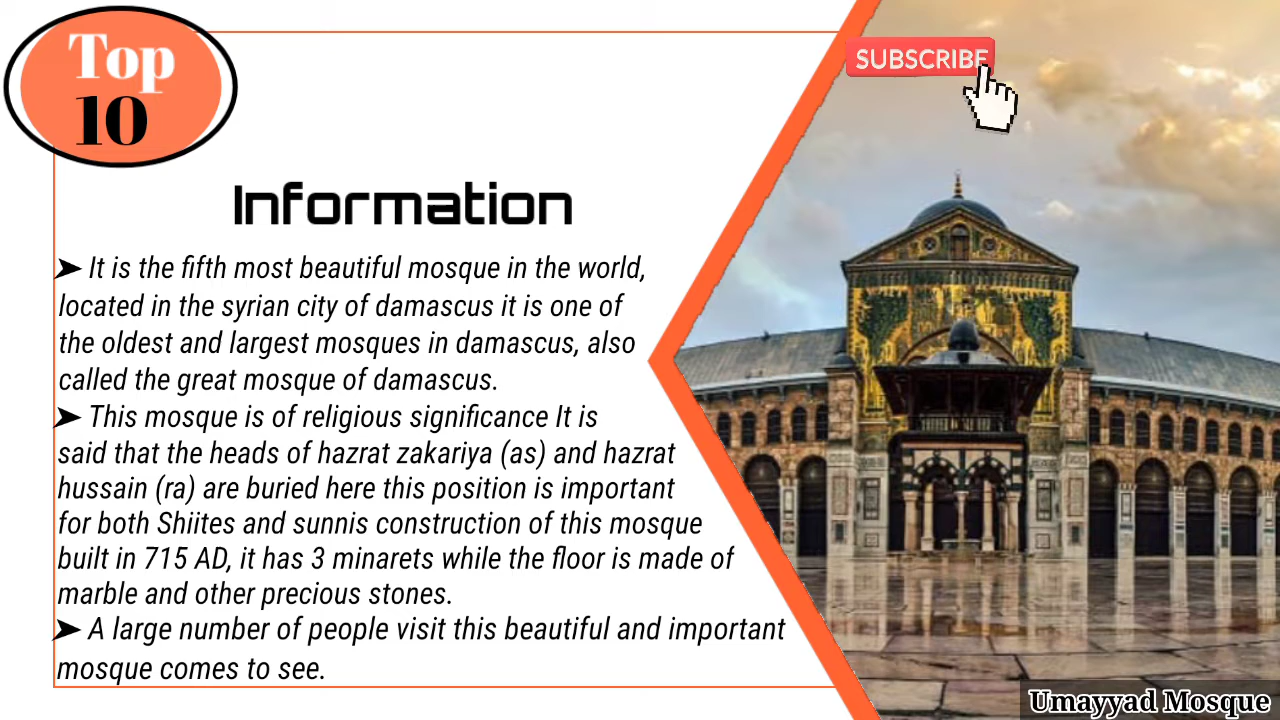 Top
10
SUBSCRIBE
Information
➤ It is the fifth most beautiful mosque in the world,
located in the syrian city of damascus it is one of
the oldest and largest mosques in damascus, also
called the great mosque of damascus.
➤ This mosque is of religious significance It is
said that the heads of hazrat zakariya (as) and hazrat
hussain (ra) are buried here this position is important
for both Shiites and sunnis construction of this mosque
built in 715 AD, it has 3 minarets while the floor is made of
marble and other precious stones.
➤ A large number of people visit this beautiful and important
mosque comes to see.
Umayyad Mosque